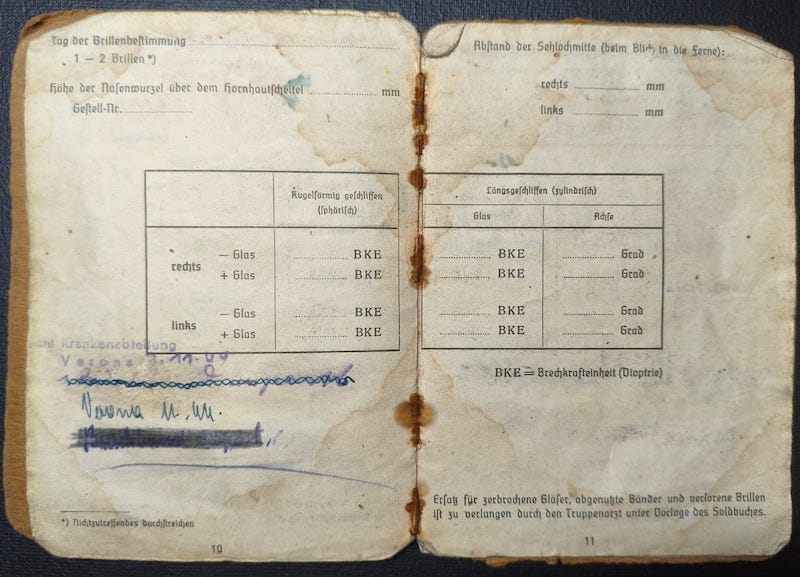 Tag der Brillenbestimmung
1 – 2 Brillen *)
Höhe der Nasenwurzel über dem Hornhautscheitel ............ mm
Gestell-Nr.
Kugelförmig geschliffen
(sphärisch)
rechts
– Glas ............ BKE
+ Glas ............ BKE
links
– Glas ............ BKE
+ Glas ............ BKE
Krankenabteilung
Verona
Verona
*) Nichtzutreffendes durchstreichen
10
Abstand der Sehlochmitte (beim Blick in die Ferne):
rechts ............ mm
links ............ mm
Längsgeschliffen (zylindrisch)
Glas Achse
............ BKE ............ Grad
............ BKE ............ Grad
............ BKE ............ Grad
............ BKE ............ Grad
BKE = Brechkrafteinheit (Dioptrie)
Ersatz für zerbrochene Gläser, abgenutzte Bänder und verlorene Brillen
ist zu verlangen durch den Truppenarzt unter Vorlage des Soldbuches.
11